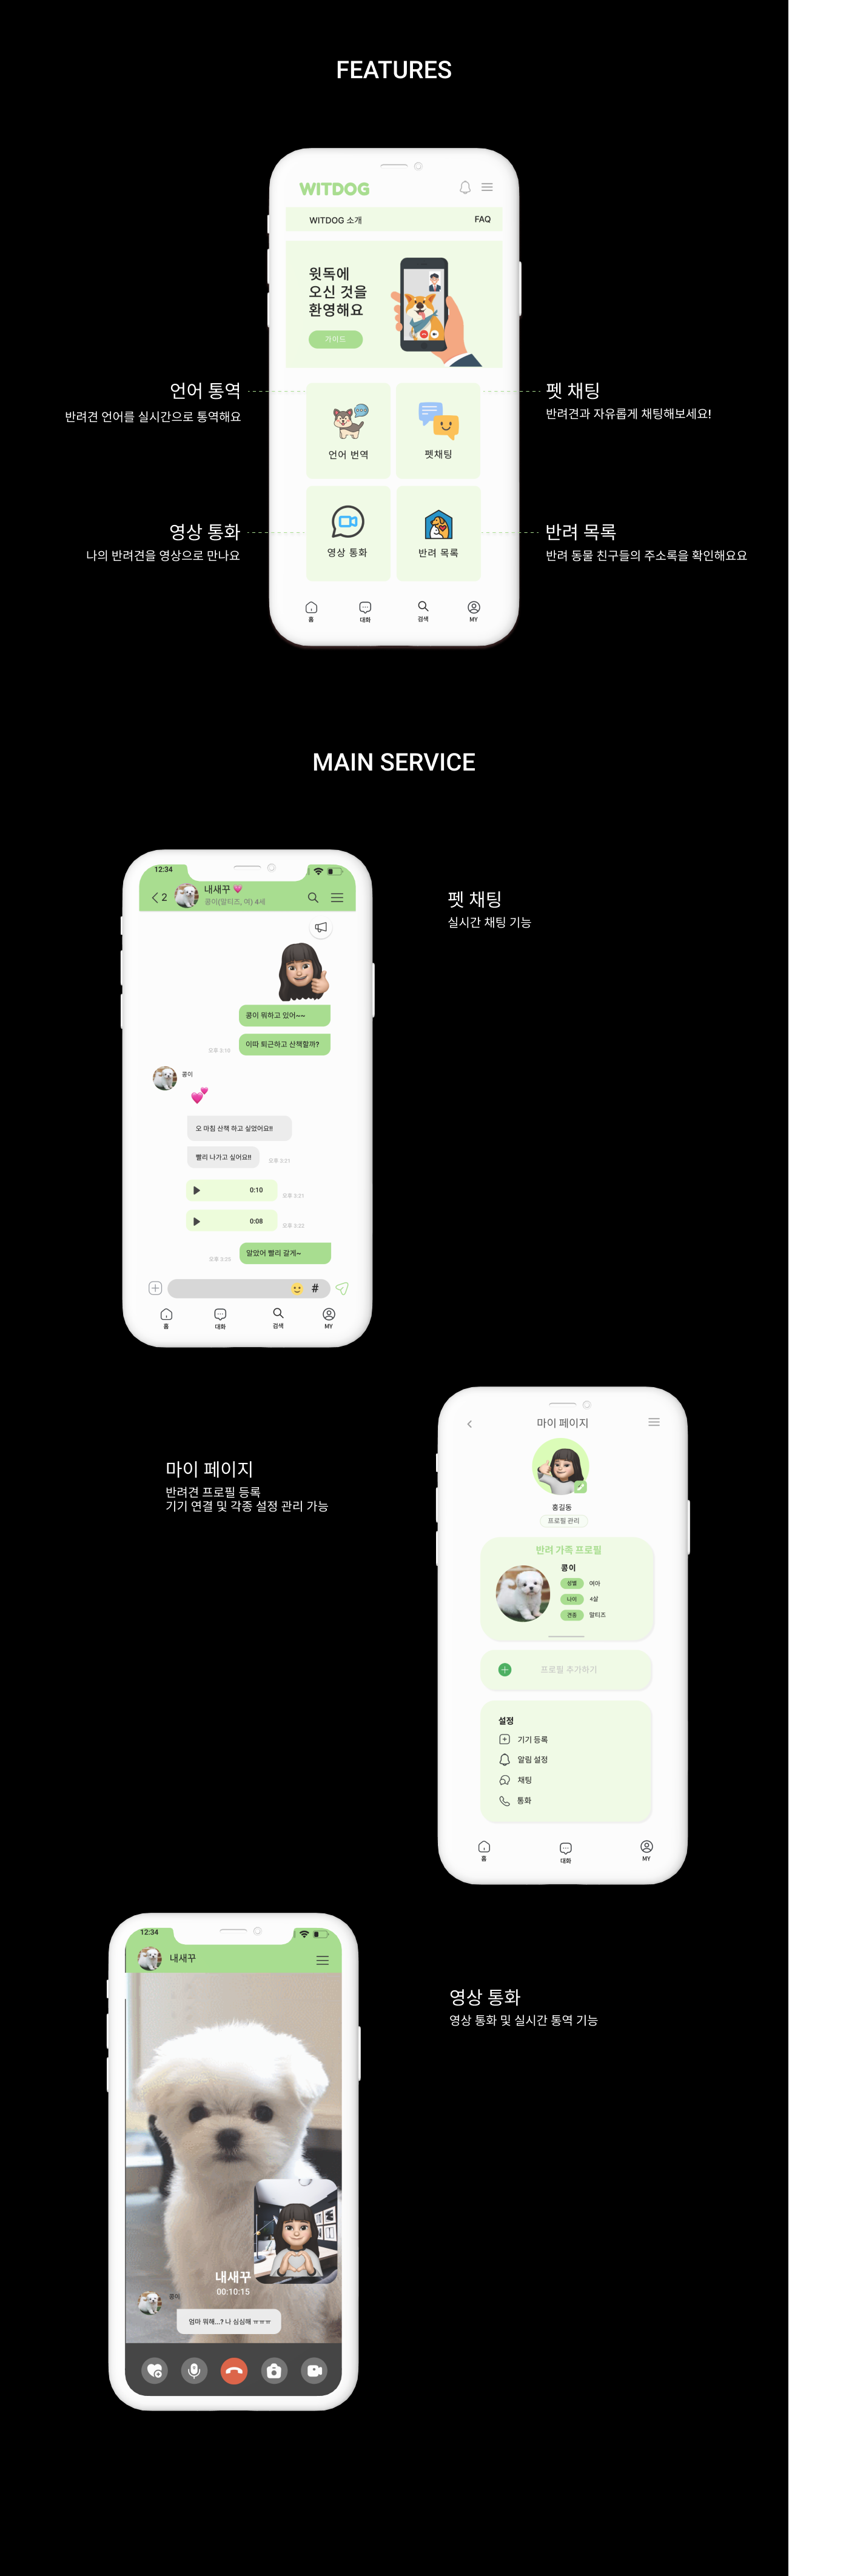 FEATURES
WITDOG
WITDOG 소개
FAQ
윗독에
오신 것을
환영해요
가이드
언어 통역
반려견 언어를 실시간으로 통역해요
펫 채팅
반려견과 자유롭게 채팅해보세요!
언어 번역
펫채팅
영상 통화
나의 반려견을 영상으로 만나요
반려 목록
반려 동물 친구들의 주소록을 확인해요요
영상 통화
반려 목록
홈
대화
검색
MY
MAIN SERVICE
12:34
2
내새꾸
콩이(말티즈, 여) 4세
펫 채팅
실시간 채팅 기능
콩이 뭐하고 있어~~
이따 퇴근하고 산책할까?
오후 3:18
콩이
오 마침 산책 하고 싶었어요!!
빨리 나가고 싶어요!!
오후 3:21
0:10
오후 3:21
0:08
오후 3:22
알았어 빨리 갈게~
오후 3:25
#
홈
대화
검색
MY
마이 페이지
홍길동
프로필 관리
마이 페이지
반려견 프로필 등록
기기 연결 및 각종 설정 관리 가능
반려 가족 프로필
콩이
성별
여아
나이
4살
견종
말티즈
프로필 추가하기
설정
기기 등록
알림 설정
채팅
통화
홈
대화
MY
12:34
내새꾸
영상 통화
영상 통화 및 실시간 통역 기능
내새꾸
00:10:15
콩이
엄마 뭐해...? 나 심심해 ㅠㅠㅠ